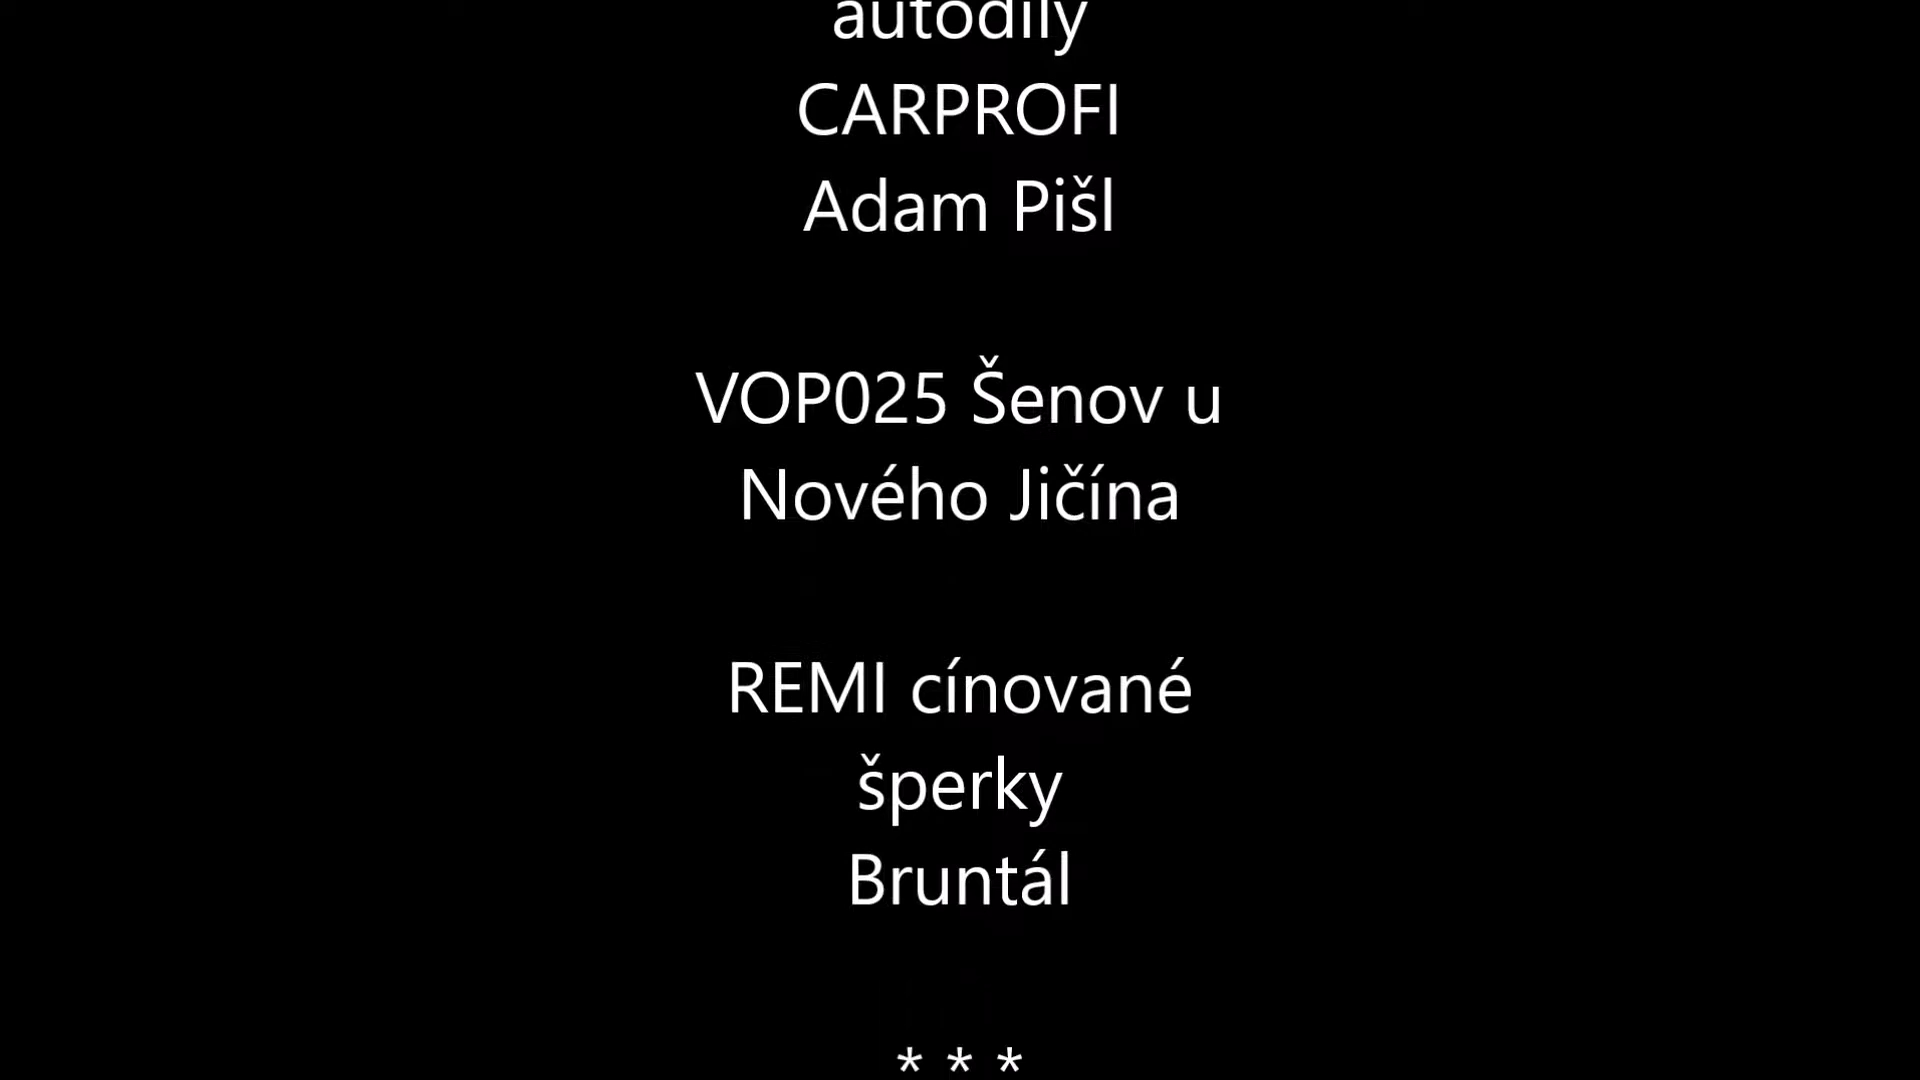 autodíly
CARPROFI
Adam Pišl
VOP025 Šenov u
Nového Jičína
REMI cínované
šperky
Bruntál
* * *